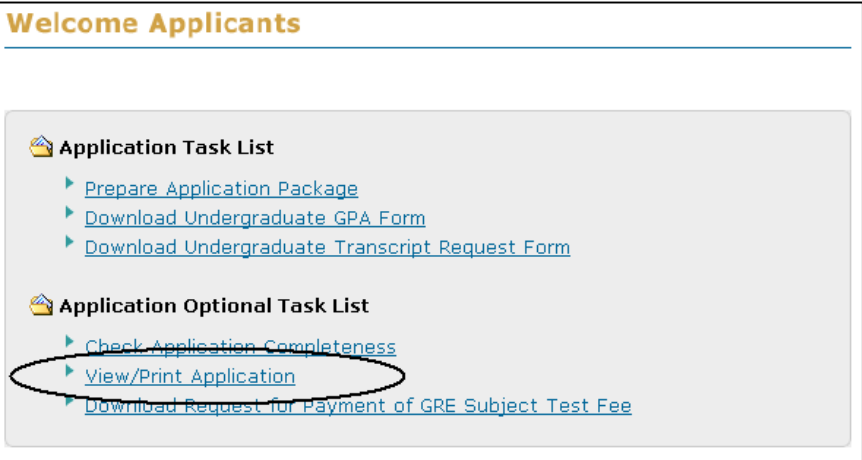 Welcome Applicants
Application Task List
Prepare Application Package
Download Undergraduate GPA Form
Download Undergraduate Transcript Request Form
Application Optional Task List
Check Application Completeness
View/Print Application
Download Request for Payment of GRE Subject Test Fee